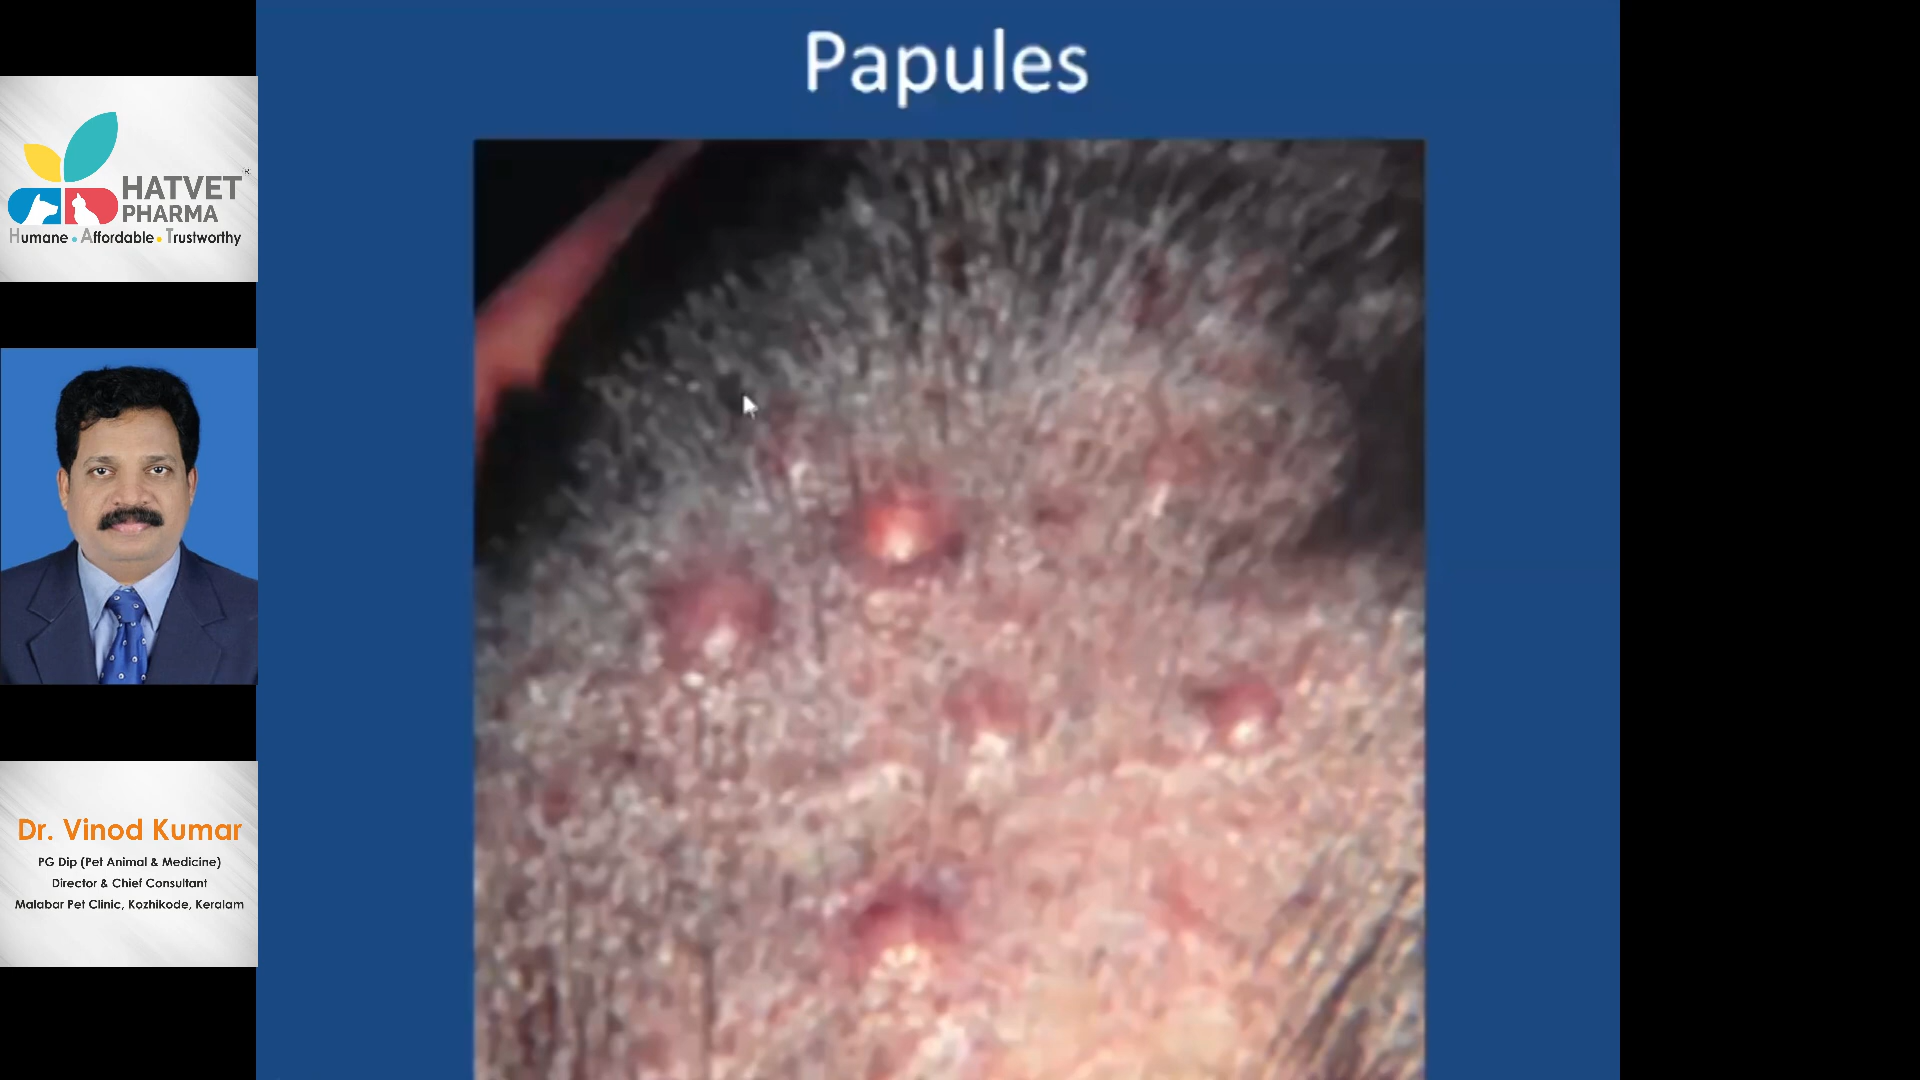 Papules
HATVET®
PHARMA
Humane • Affordable • Trustworthy
Dr. Vinod Kumar
PG Dip (Pet Animal & Medicine)
Director & Chief Consultant
Malabar Pet Clinic, Kozhikode, Keralam